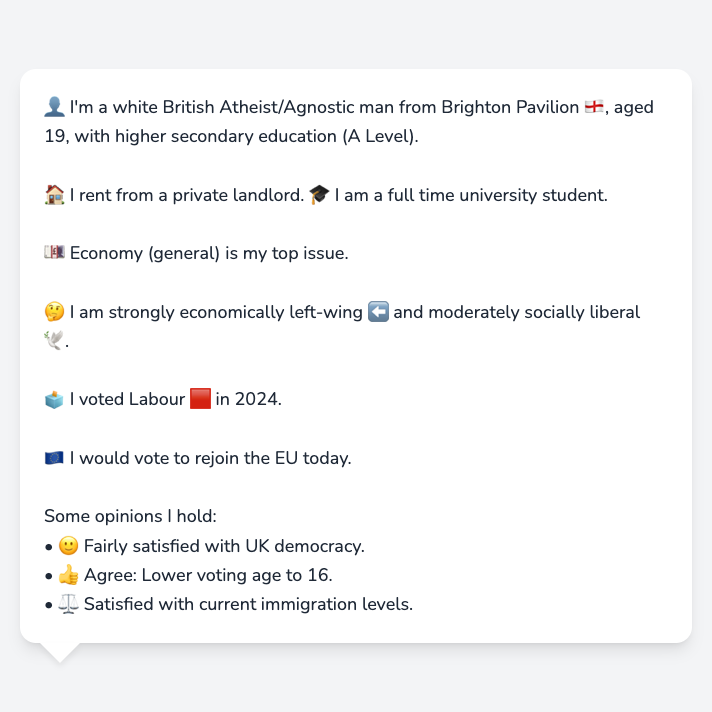 👤 I'm a white British Atheist/Agnostic man from Brighton Pavilion 🏴󠁧󠁢󠁥󠁮󠁧󠁿, aged
19, with higher secondary education (A Level).
🏠 I rent from a private landlord. 🎓 I am a full time university student.
💷 Economy (general) is my top issue.
🤔 I am strongly economically left-wing ⬅️ and moderately socially liberal
🕊️.
🗳️ I voted Labour 🟥 in 2024.
🇪🇺 I would vote to rejoin the EU today.
Some opinions I hold:
• 🙂 Fairly satisfied with UK democracy.
• 👍 Agree: Lower voting age to 16.
• ⚖️ Satisfied with current immigration levels.